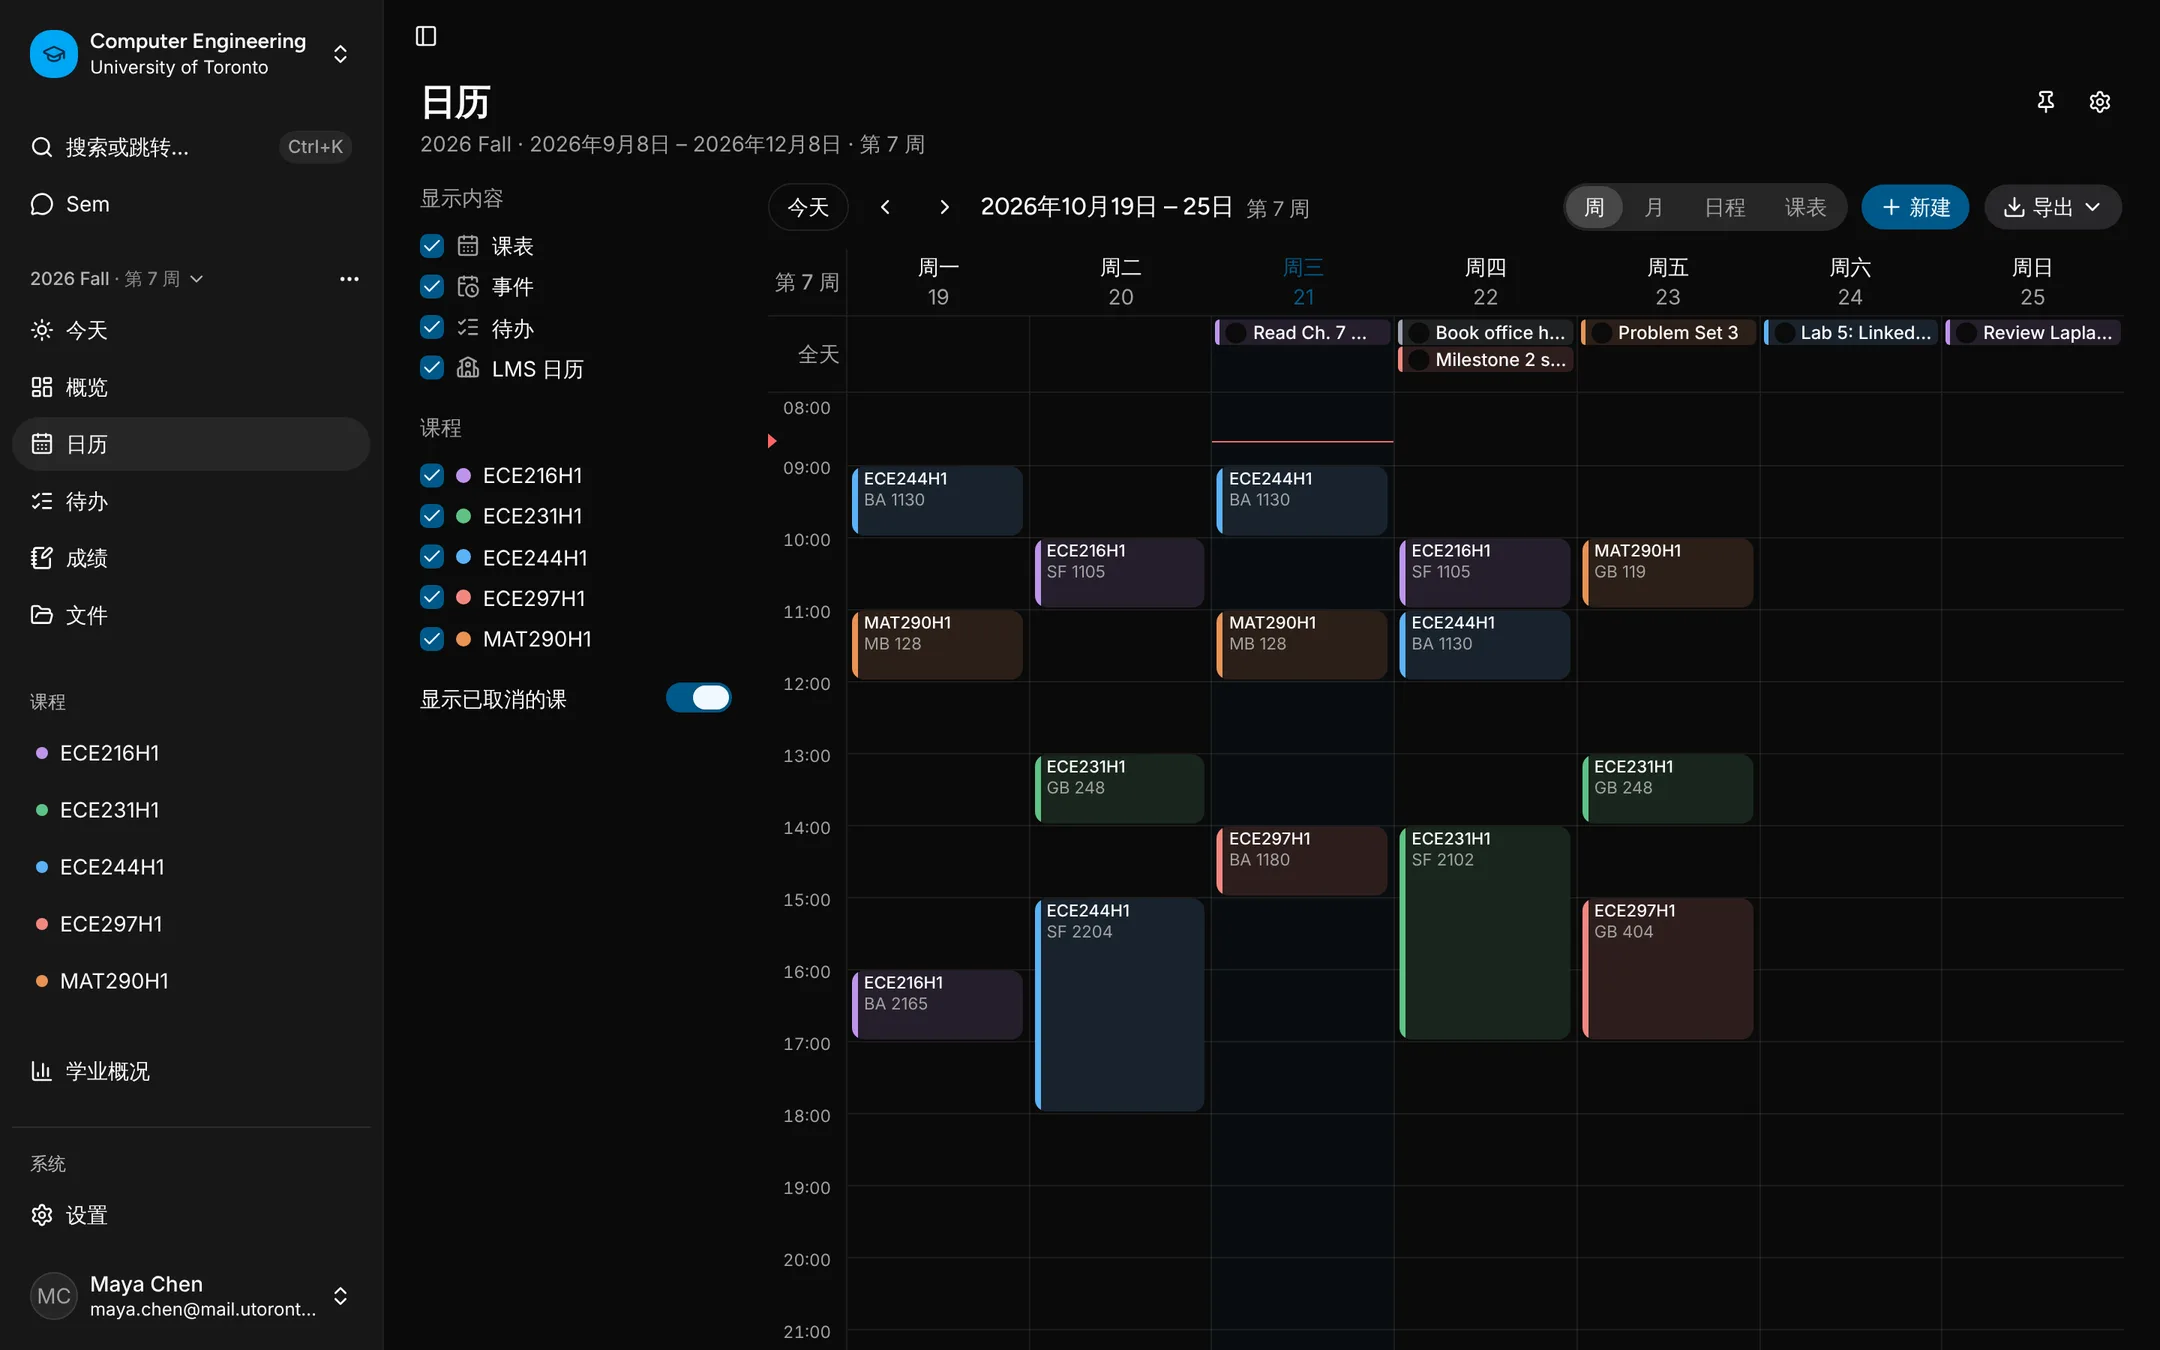 Computer Engineering
University of Toronto
搜索或跳转...
Ctrl+K
Sem
2026 Fall · 第 7 周
今天
概览
日历
待办
成绩
文件
课程
ECE216H1
ECE231H1
ECE244H1
ECE297H1
MAT290H1
学业概况
系统
设置
MC
Maya Chen
maya.chen@mail.utoront...
日历
2026 Fall · 2026年9月8日 – 2026年12月8日 · 第 7 周
显示内容
课表
事件
待办
LMS 日历
课程
ECE216H1
ECE231H1
ECE244H1
ECE297H1
MAT290H1
显示已取消的课
今天
2026年10月19日 – 25日 第 7 周
周
月
日程
课表
新建
导出
第 7 周
周一
19
周二
20
周三
21
周四
22
周五
23
周六
24
周日
25
全天
Read Ch. 7 ...
Book office h...
Milestone 2 s...
Problem Set 3
Lab 5: Linked...
Review Lapla...
08:00
09:00
10:00
11:00
12:00
13:00
14:00
15:00
16:00
17:00
18:00
19:00
20:00
21:00
ECE244H1
BA 1130
MAT290H1
MB 128
ECE216H1
BA 2165
ECE216H1
SF 1105
ECE231H1
GB 248
ECE244H1
SF 2204
ECE244H1
BA 1130
MAT290H1
MB 128
ECE297H1
BA 1180
ECE216H1
SF 1105
ECE244H1
BA 1130
ECE231H1
SF 2102
MAT290H1
GB 119
ECE231H1
GB 248
ECE297H1
GB 404